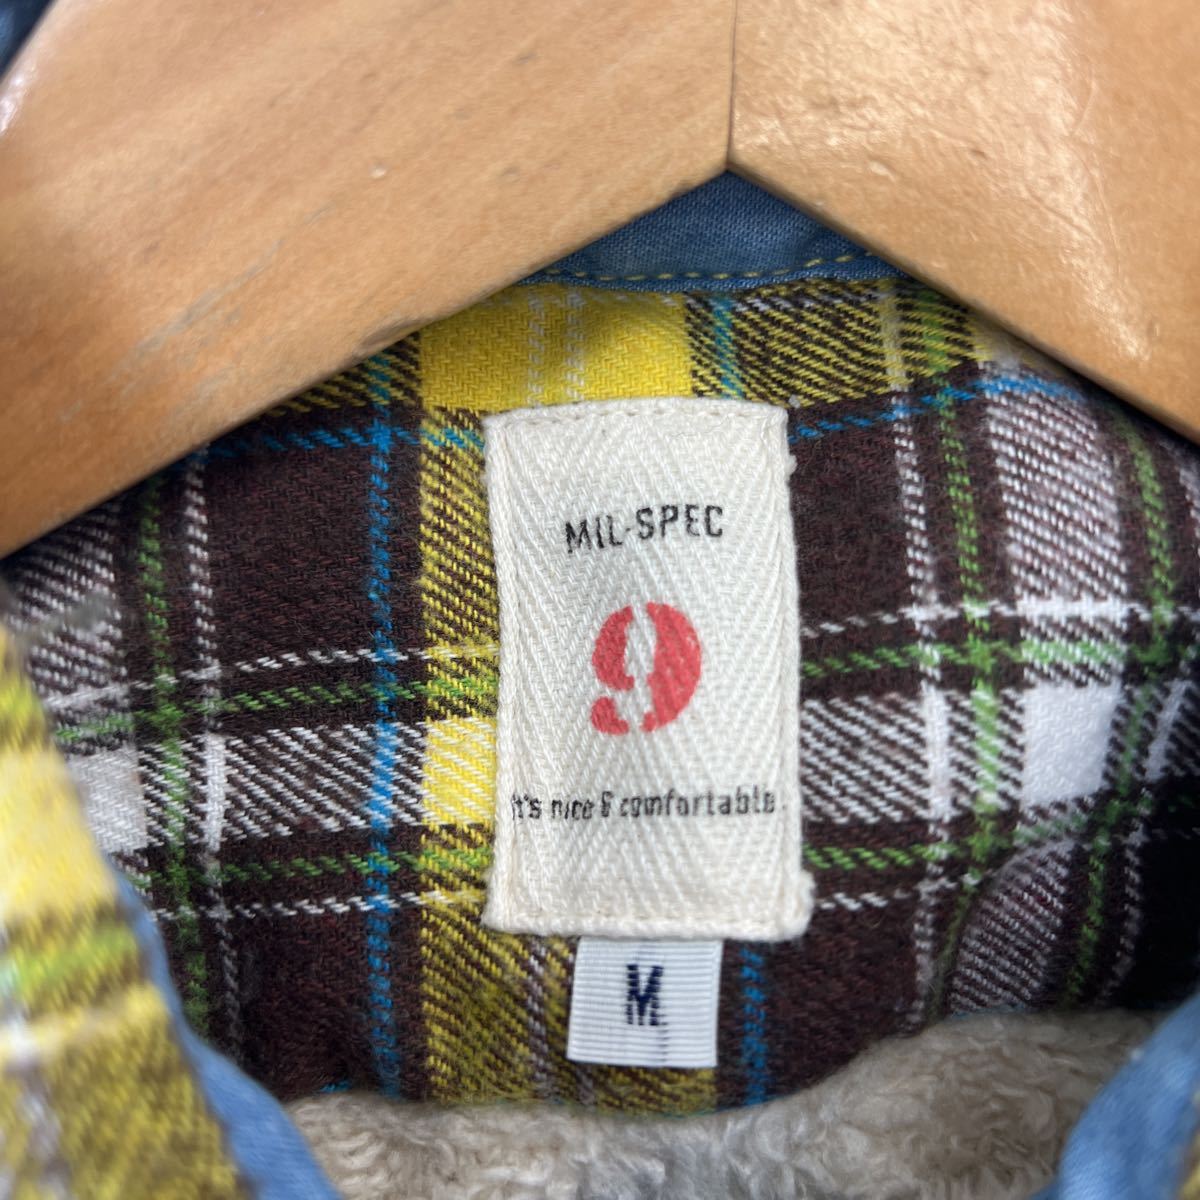 MIL-SPEC
9
it's nice & comfortable.
M